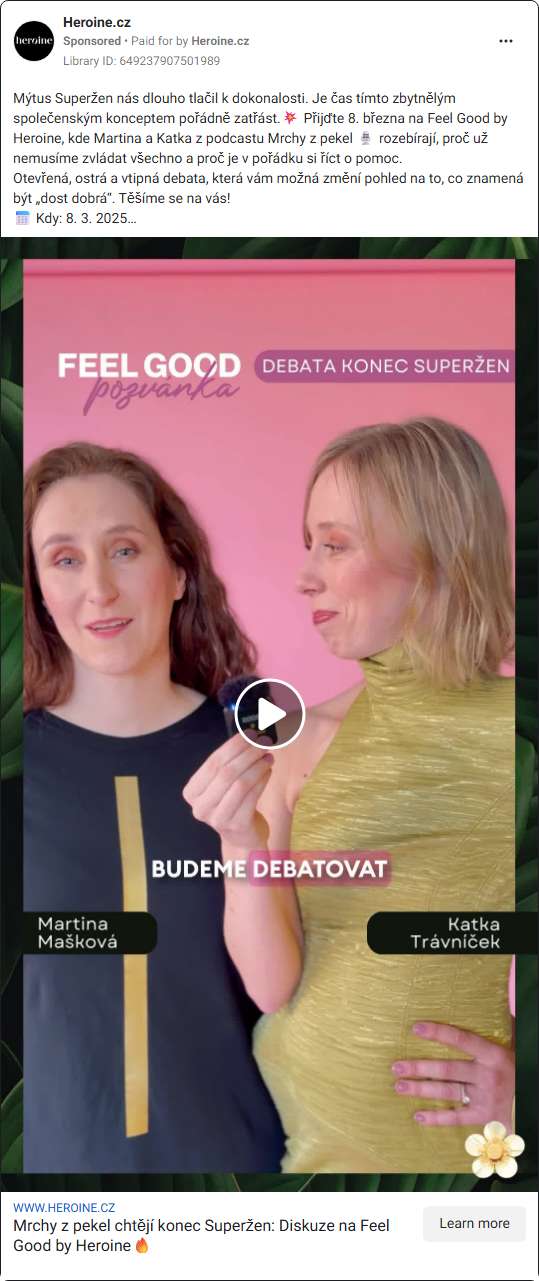 heroine
Heroine.cz
Sponsored • Paid for by Heroine.cz
Library ID: 649237907501989
Mýtus Superžen nás dlouho tlačil k dokonalosti. Je čas tímto zbytnělým
společenským konceptem pořádně zatřást.💥 Přijďte 8. března na Feel Good by
Heroine, kde Martina a Katka z podcastu Mrchy z pekel 🎙️ rozebírají, proč už
nemusíme zvládat všechno a proč je v pořádku si říct o pomoc.
Otevřená, ostrá a vtipná debata, která vám možná změní pohled na to, co znamená
být „dost dobrá“. Těšíme se na vás!
📅 Kdy: 8. 3. 2025…
FEEL GOOD
pozvánka
DEBATA KONEC SUPERŽEN
BUDEME DEBATOVAT
Martina
Mašková
Katka
Trávníček
WWW.HEROINE.CZ
Mrchy z pekel chtějí konec Superžen: Diskuze na Feel
Good by Heroine 🔥
Learn more